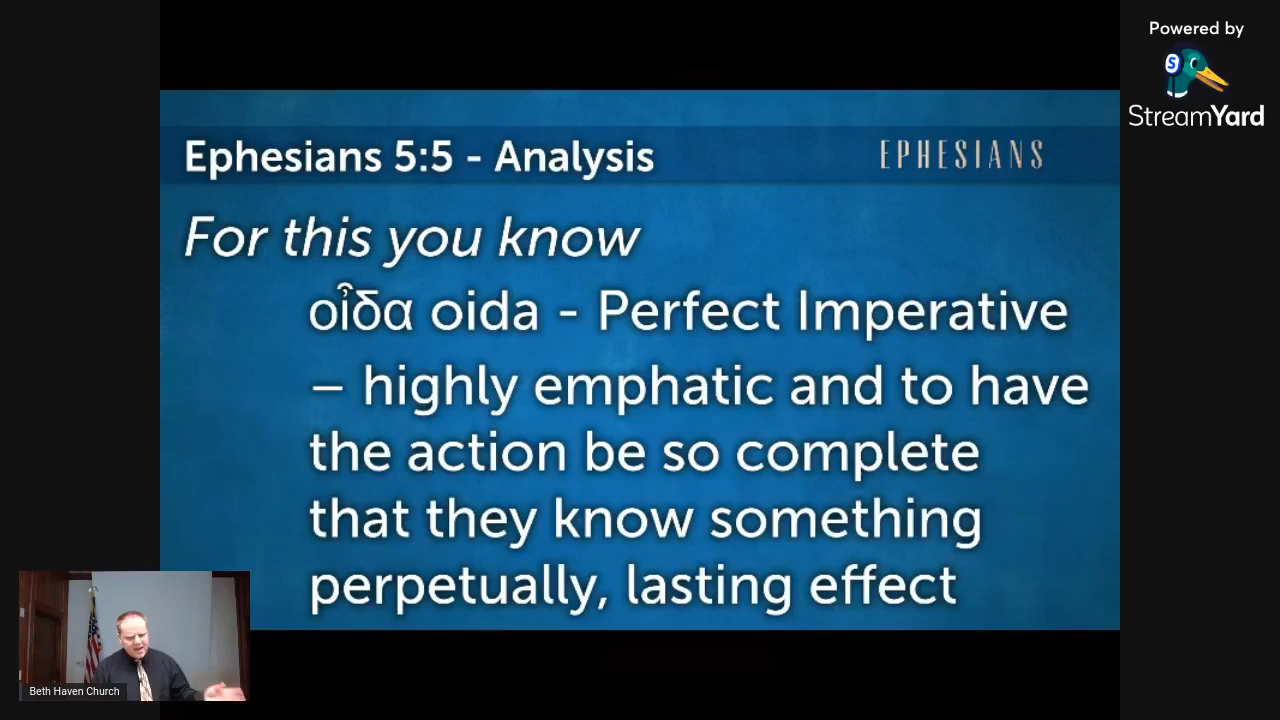 Powered by
S
StreamYard
Ephesians 5:5 - Analysis
EPHESIANS
For this you know
οἶδα oida - Perfect Imperative
– highly emphatic and to have
the action be so complete
that they know something
perpetually, lasting effect
Beth Haven Church